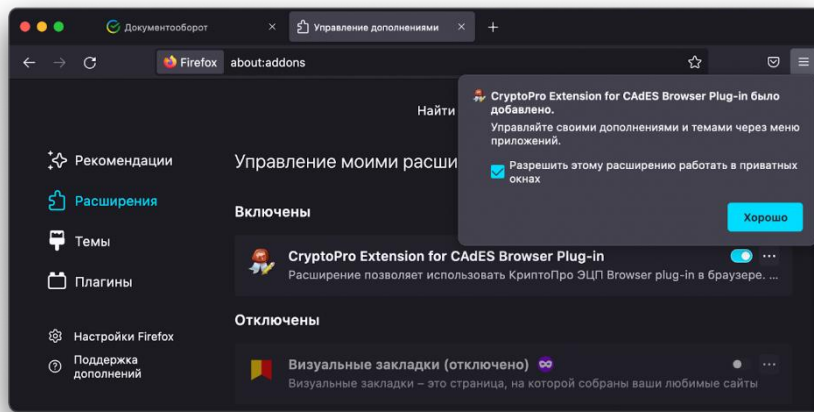 Документооборот
Управление дополнениями
Firefox
about:addons
Найти
CryptoPro Extension for CAdES Browser Plug-in было
добавлено.
Управляйте своими дополнениями и темами через меню
приложений.
Разрешить этому расширению работать в приватных
окнах
Хорошо
Рекомендации
Расширения
Темы
Плагины
Настройки Firefox
Поддержка
дополнений
Управление моими расши
Включены
CryptoPro Extension for CAdES Browser Plug-in
Расширение позволяет использовать КриптоПро ЭЦП Browser plug-in в браузере. ...
Отключены
Визуальные закладки (отключено)
Визуальные закладки – это страница, на которой собраны ваши любимые сайты